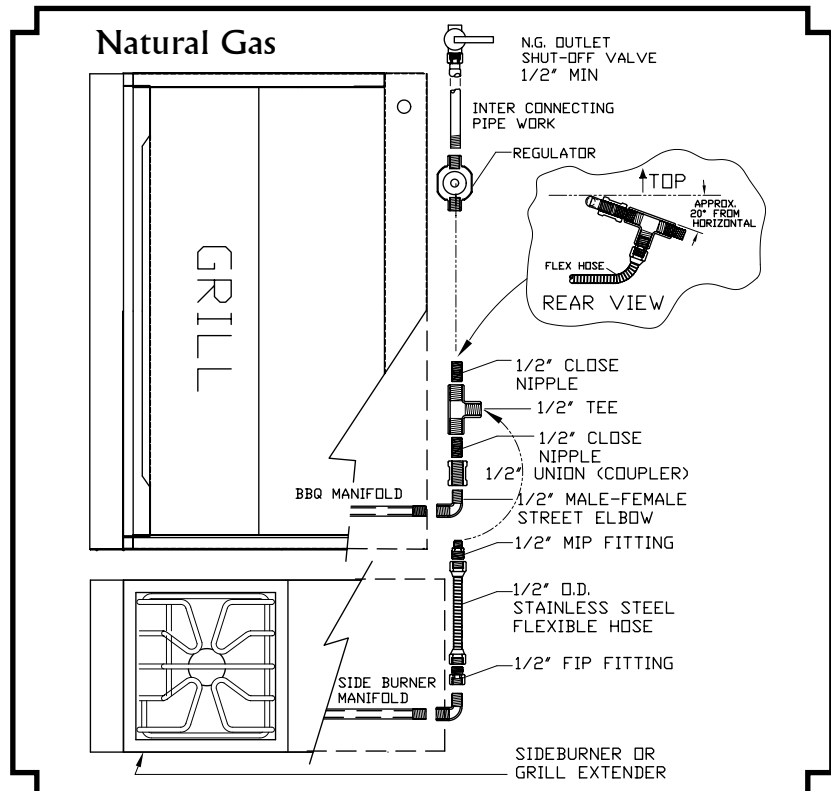 Natural Gas
N.G. OUTLET
SHUT-OFF VALVE
1/2" MIN
INTER CONNECTING
PIPE WORK
REGULATOR
TOP
APPROX.
20° FROM
HORIZONTAL
FLEX HOSE
REAR VIEW
GRILL
1/2" CLOSE
NIPPLE
1/2" TEE
1/2" CLOSE
NIPPLE
1/2" UNION (COUPLER)
BBQ MANIFOLD
1/2" MALE-FEMALE
STREET ELBOW
1/2" MIP FITTING
1/2" O.D.
STAINLESS STEEL
FLEXIBLE HOSE
1/2" FIP FITTING
SIDE BURNER
MANIFOLD
SIDEBURNER OR
GRILL EXTENDER